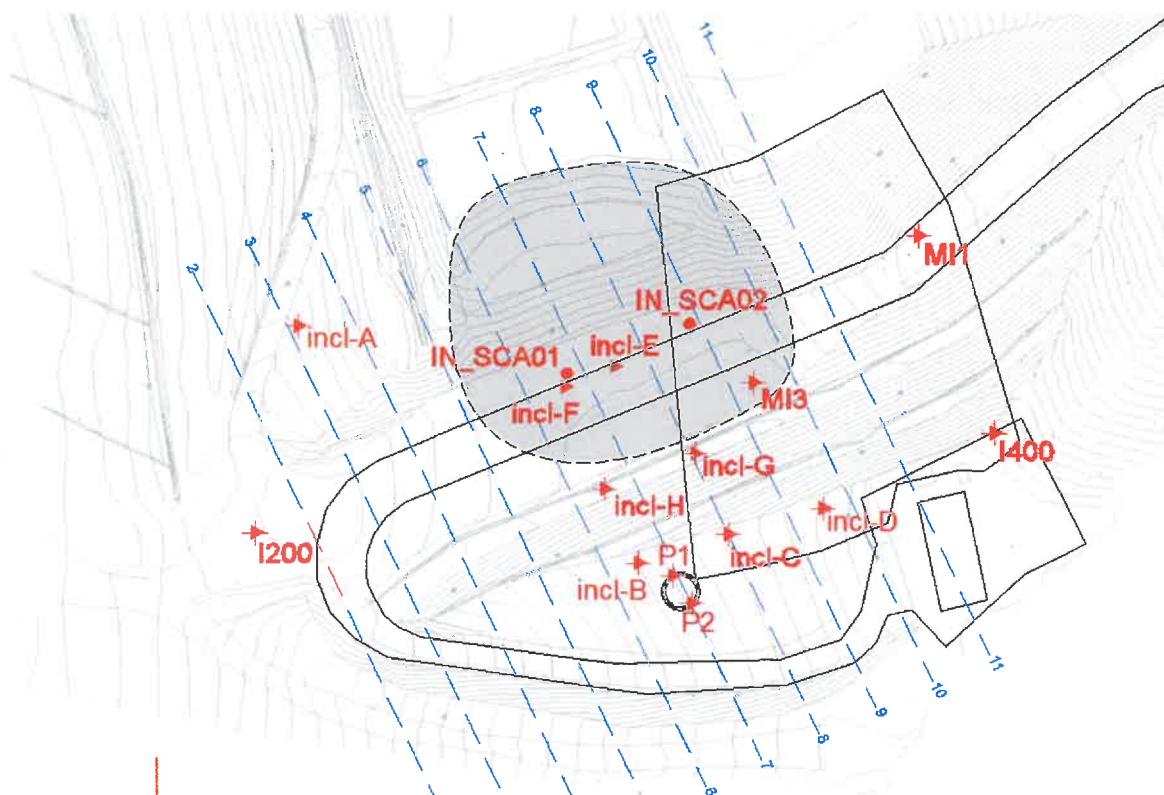 11
10
9
8
7
6
5
4
3
2
MI1
IN_SCA02
incl-A
IN_SCA01
incl-E
incl-F
MI3
I400
incl-G
incl-H
incl-D
I200
incl-C
P1
incl-B
P2
11
10
9
8
7
6